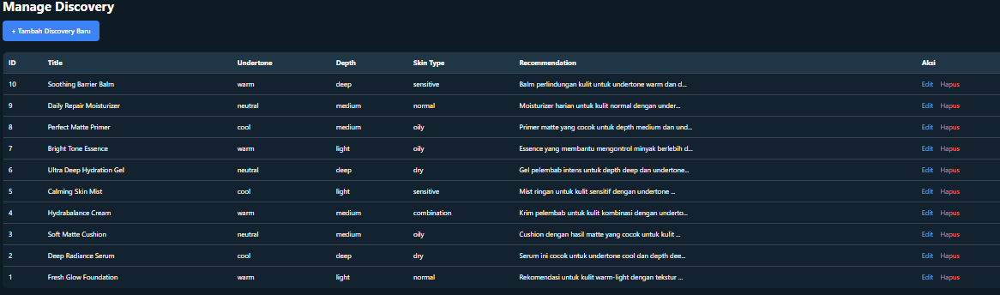 Manage Discovery
+ Tambah Discovery Baru
ID Title Undertone Depth Skin Type Recommendation Aksi
10 Soothing Barrier Balm warm deep sensitive Balm perlindungan kulit untuk undertone warm dan d... Edit Hapus
9 Daily Repair Moisturizer neutral medium normal Moisturizer harian untuk kulit normal dengan under... Edit Hapus
8 Perfect Matte Primer cool medium oily Primer matte yang cocok untuk depth medium dan und... Edit Hapus
7 Bright Tone Essence warm light oily Essence yang membantu mengontrol minyak berlebih d... Edit Hapus
6 Ultra Deep Hydration Gel neutral deep dry Gel pelembab intens untuk depth deep dan undertone... Edit Hapus
5 Calming Skin Mist cool light sensitive Mist ringan untuk kulit sensitif dengan undertone ... Edit Hapus
4 Hydrabalance Cream warm medium combination Krim pelembab untuk kulit kombinasi dengan underto... Edit Hapus
3 Soft Matte Cushion neutral medium oily Cushion dengan hasil matte yang cocok untuk kulit ... Edit Hapus
2 Deep Radiance Serum cool deep dry Serum ini cocok untuk undertone cool dan depth dee... Edit Hapus
1 Fresh Glow Foundation warm light normal Rekomendasi untuk kulit warm-light dengan tekstur ... Edit Hapus